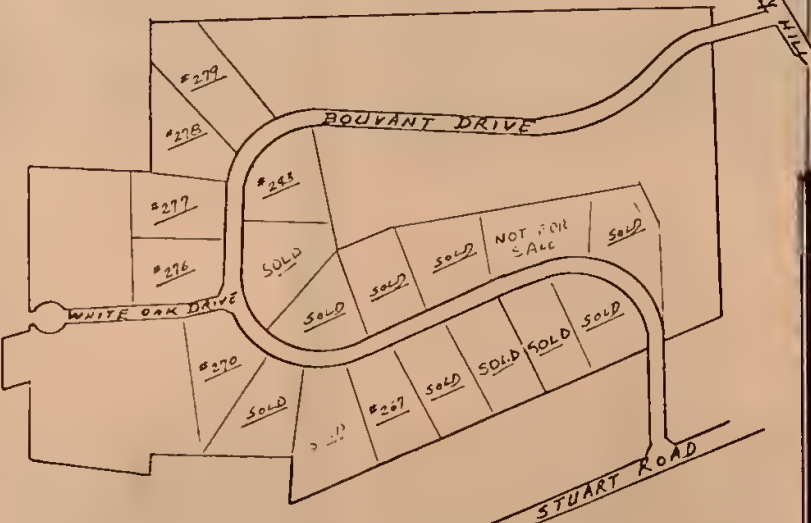 HILL
#279
BOUVANT DRIVE
#278
#243
#277
SOLD
NOT FOR
SALE
SOLD
SOLD
SOLD
#276
SOLD
SOLD
WHITE OAK DRIVE
#270
SOLD
SOLD
SOLD
SOLD
#267
SOLD
STUART ROAD